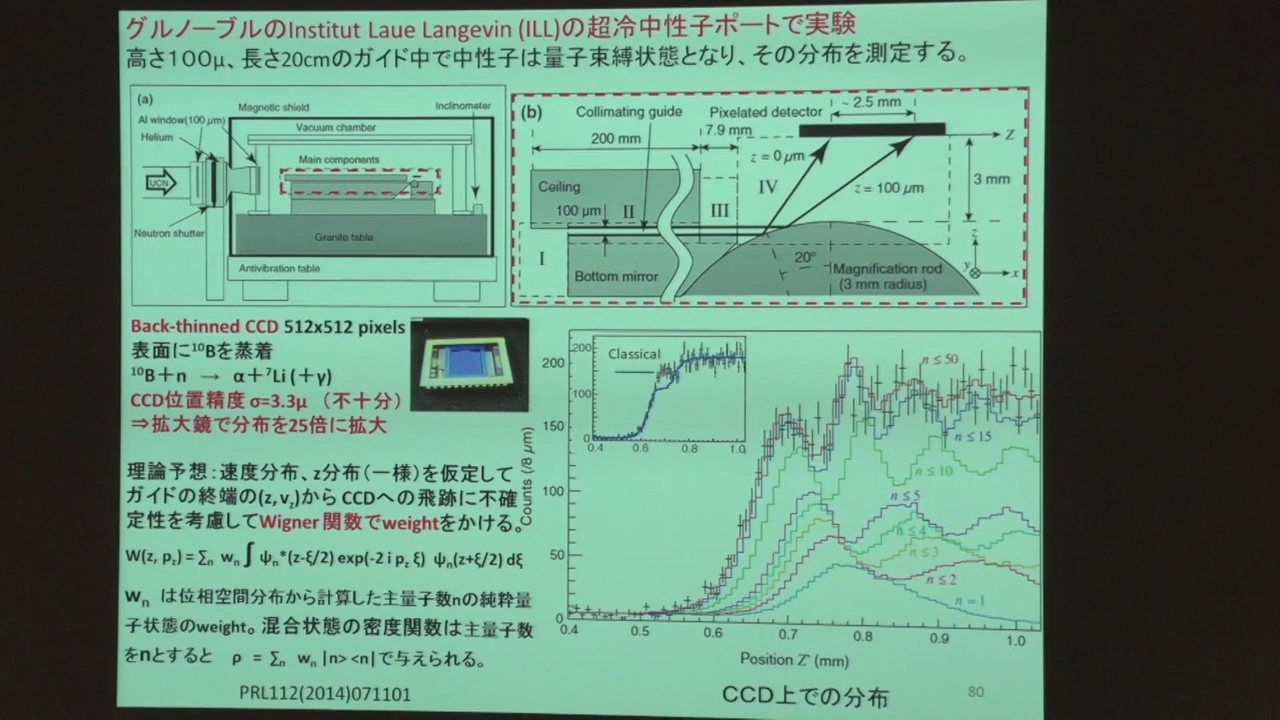 グルノーブルのInstitut Laue Langevin (ILL)の超冷中性子ポートで実験
高さ100μ、長さ20cmのガイド中で中性子は量子束縛状態となり、その分布を測定する。
(a)
Magnetic shield
Inclinometer
Al window(100 μm)
Vacuum chamber
Helium
Main components
UCN
Neutron shutter
Granite table
Antivibration table
(b)
Collimating guide
Pixelated detector
~ 2.5 mm
200 mm
7.9 mm
Z
z = 0 μm
Ceiling
IV
z = 100 μm
3 mm
100 μm
II
III
I
20°
z
y
x
Bottom mirror
Magnification rod
(3 mm radius)
Back-thinned CCD 512x512 pixels
表面に¹⁰Bを蒸着
¹⁰B+n → α+⁷Li (+γ)
CCD位置精度 σ=3.3μ (不十分)
⇒拡大鏡で分布を25倍に拡大
理論予想:速度分布、z分布(一様)を仮定して
ガイドの終端の(z, v_z)から CCDへの飛跡に不確
定性を考慮してWigner 関数でweightをかける。
W(z, p_z) = ∑_n w_n ∫ ψ_n*(z-ξ/2) exp(-2 i p_z ξ) ψ_n(z+ξ/2) dξ
w_n は位相空間分布から計算した主量子数nの純粋量
子状態のweight。混合状態の密度関数は主量子数
をnとすると ρ = ∑_n w_n |n> <n|で与えられる。
PRL112(2014)071101
Counts (/8 μm)
200
150
100
50
0
0.4
0.5
0.6
0.7
0.8
0.9
1.0
Position Z' (mm)
Classical
200
100
0
0.4
0.6
0.8
1.0
n ≤ 50
n ≤ 15
n ≤ 10
n ≤ 5
n ≤ 4
n ≤ 3
n ≤ 2
n = 1
CCD上での分布
80